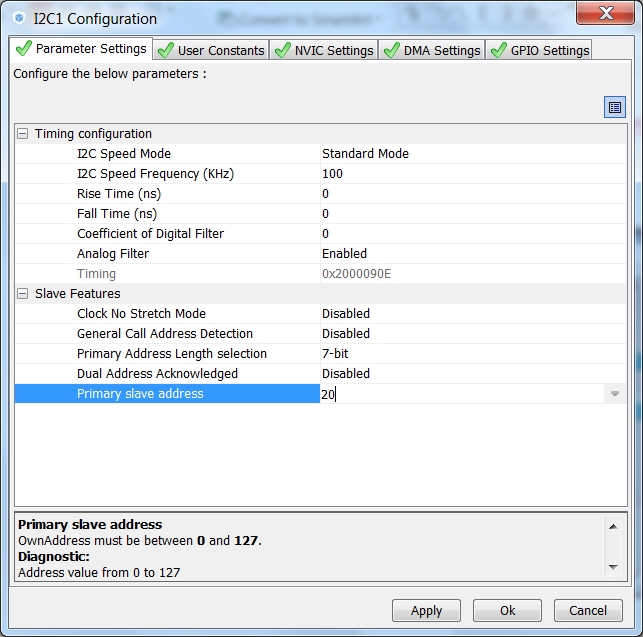 I2C1 Configuration
Parameter Settings
User Constants
NVIC Settings
DMA Settings
GPIO Settings
Configure the below parameters :
Timing configuration
I2C Speed Mode Standard Mode
I2C Speed Frequency (KHz) 100
Rise Time (ns) 0
Fall Time (ns) 0
Coefficient of Digital Filter 0
Analog Filter Enabled
Timing 0x2000090E
Slave Features
Clock No Stretch Mode Disabled
General Call Address Detection Disabled
Primary Address Length selection 7-bit
Dual Address Acknowledged Disabled
Primary slave address 20
Primary slave address
OwnAddress must be between 0 and 127.
Diagnostic:
Address value from 0 to 127
Apply
Ok
Cancel